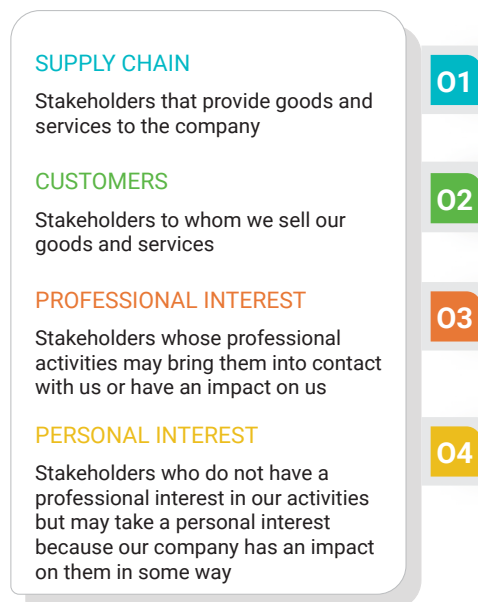 SUPPLY CHAIN
Stakeholders that provide goods and
services to the company
01
CUSTOMERS
Stakeholders to whom we sell our
goods and services
02
PROFESSIONAL INTEREST
Stakeholders whose professional
activities may bring them into contact
with us or have an impact on us
03
PERSONAL INTEREST
Stakeholders who do not have a
professional interest in our activities
but may take a personal interest
because our company has an impact
on them in some way
04